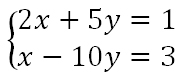 2x + 5y = 1
x − 10y = 3